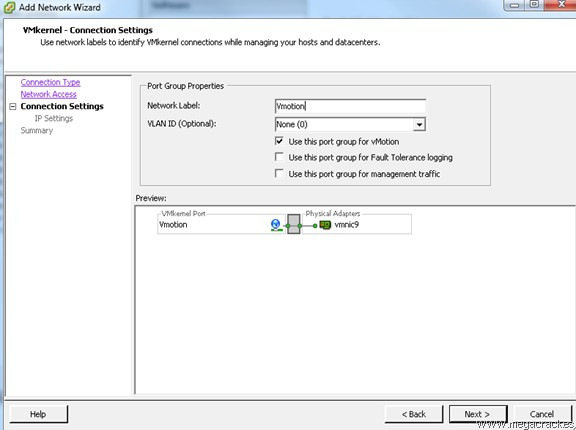 Add Network Wizard
VMkernel - Connection Settings
Use network labels to identify VMkernel connections while managing your hosts and datacenters.
Connection Type
Network Access
Connection Settings
IP Settings
Summary
Port Group Properties
Network Label:
Vmotion
VLAN ID (Optional):
None (0)
Use this port group for vMotion
Use this port group for Fault Tolerance logging
Use this port group for management traffic
Preview:
VMkernel Port
Vmotion
Physical Adapters
vmnic9
Help
< Back
Next >
Cancel
www.megacrack.es